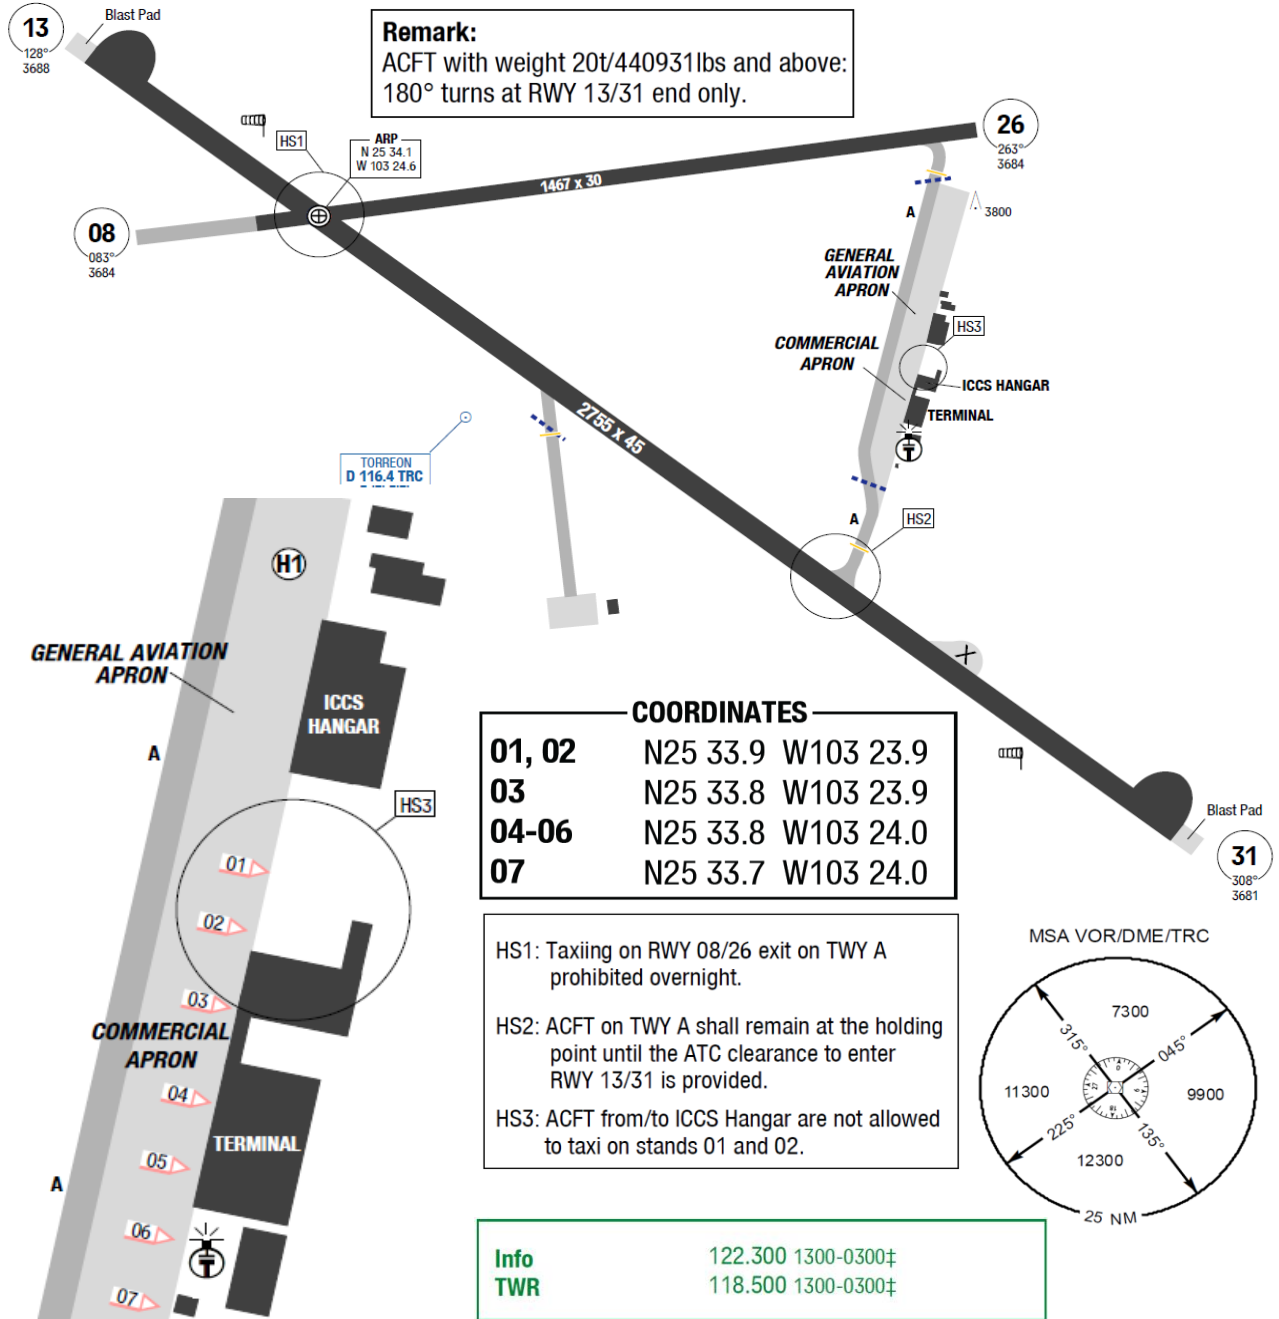 13
128°
3688
Blast Pad
Remark:
ACFT with weight 20t/440931lbs and above:
180° turns at RWY 13/31 end only.
HS1
ARP
N 25 34.1
W 103 24.6
26
263°
3684
1467 x 30
08
083°
3684
A
3800
GENERAL
AVIATION
APRON
HS3
COMMERCIAL
APRON
ICCS HANGAR
TERMINAL
2755 x 45
TORREON
D 116.4 TRC
A
HS2
H1
GENERAL AVIATION
APRON
ICCS
HANGAR
A
HS3
01
02
03
COMMERCIAL
APRON
04
TERMINAL
05
A
06
07
COORDINATES
01, 02 N25 33.9 W103 23.9
03 N25 33.8 W103 23.9
04-06 N25 33.8 W103 24.0
07 N25 33.7 W103 24.0
X
Blast Pad
31
308°
3681
HS1: Taxiing on RWY 08/26 exit on TWY A
prohibited overnight.
HS2: ACFT on TWY A shall remain at the holding
point until the ATC clearance to enter
RWY 13/31 is provided.
HS3: ACFT from/to ICCS Hangar are not allowed
to taxi on stands 01 and 02.
MSA VOR/DME/TRC
7300
315°
045°
11300
9900
225°
135°
12300
25 NM
Info 122.300 1300-0300‡
TWR 118.500 1300-0300‡